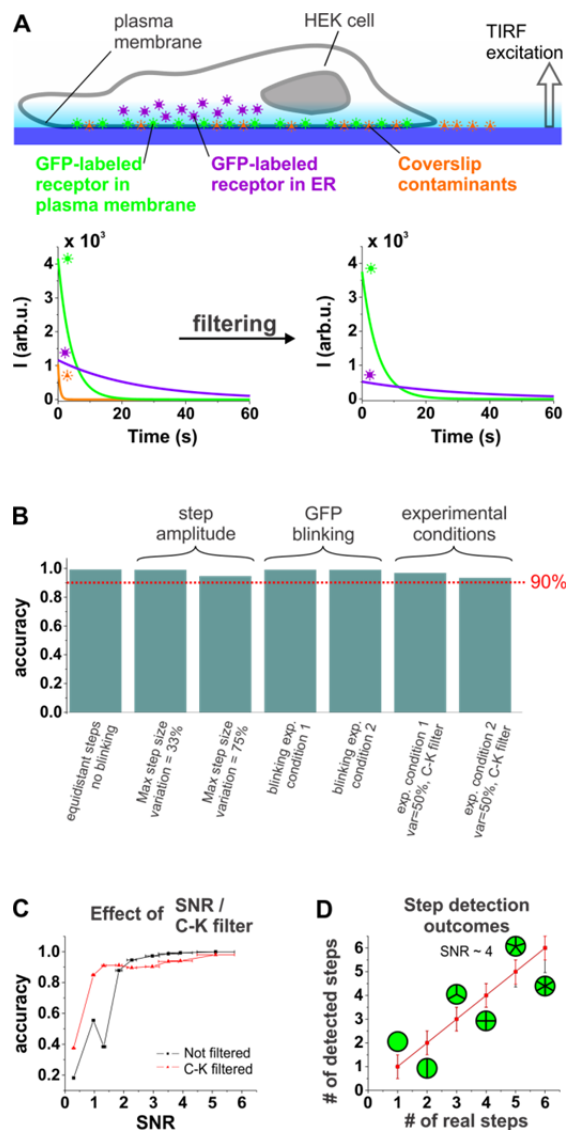 A
plasma
membrane
HEK cell
TIRF
excitation
GFP-labeled
receptor in
plasma membrane
GFP-labeled
receptor in ER
Coverslip
contaminants
x 10³
4
3
2
1
0
I (arb.u.)
0 20 40 60
Time (s)
filtering
x 10³
4
3
2
1
0
I (arb.u.)
0 20 40 60
Time (s)
B
step
amplitude
GFP
blinking
experimental
conditions
1.0
0.8
0.6
0.4
0.2
0.0
accuracy
90%
equidistant steps
no blinking
Max step size
variation = 33%
Max step size
variation = 75%
blinking exp.
condition 1
blinking exp.
condition 2
exp. condition 1
var=50%, C-K filter
exp. condition 2
var=50%, C-K filter
C
Effect of SNR /
C-K filter
1.0
0.8
0.6
0.4
0.2
accuracy
Not filtered
C-K filtered
0 1 2 3 4 5 6
SNR
D
Step detection
outcomes
SNR ~ 4
6
5
4
3
2
1
0
# of detected steps
0 1 2 3 4 5 6
# of real steps